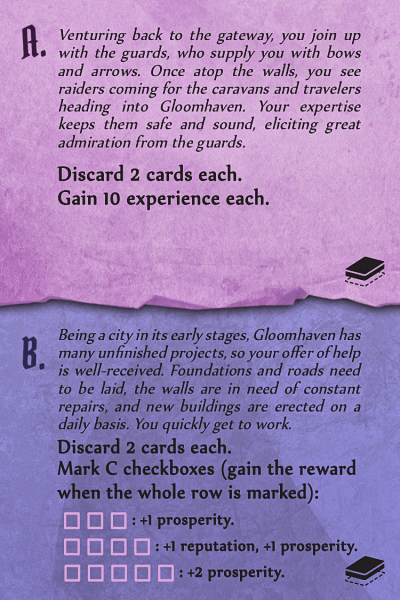 A.
Venturing back to the gateway, you join up
with the guards, who supply you with bows
and arrows. Once atop the walls, you see
raiders coming for the caravans and travelers
heading into Gloomhaven. Your expertise
keeps them safe and sound, eliciting great
admiration from the guards.
Discard 2 cards each.
Gain 10 experience each.
B.
Being a city in its early stages, Gloomhaven has
many unfinished projects, so your offer of help
is well-received. Foundations and roads need
to be laid, the walls are in need of constant
repairs, and new buildings are erected on a
daily basis. You quickly get to work.
Discard 2 cards each.
Mark C checkboxes (gain the reward
when the whole row is marked):
: +1 prosperity.
: +1 reputation, +1 prosperity.
: +2 prosperity.